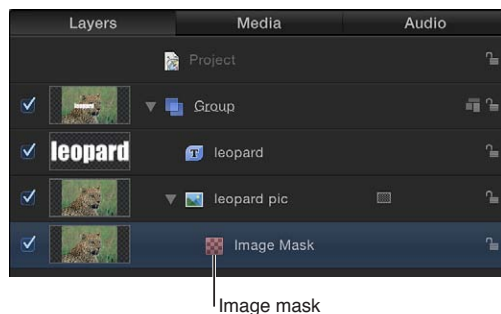 Layers Media Audio
Project
Group
leopard leopard
leopard pic
Image Mask
Image mask